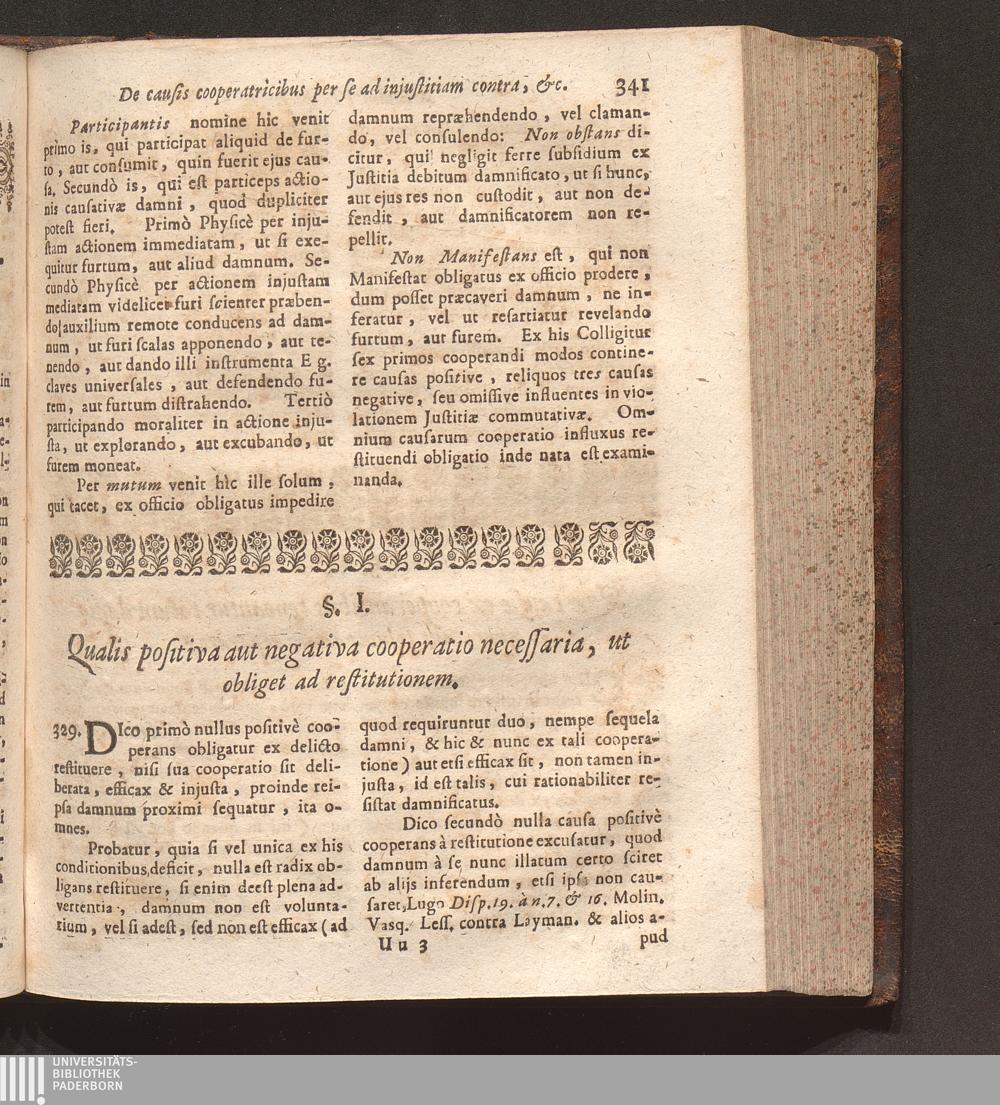 De causis cooperatricibus per se ad injustitiam contra, &c. 341
Participantis nomine hic venit
primo is, qui participat aliquid de fur-
to, aut consumit, quin fuerit ejus cau-
sa. Secundò is, qui est particeps actio-
nis causativæ damni, quod dupliciter
potest fieri. Primò Physicè per inju-
stam actionem immediatam, ut si exe-
quitur furtum, aut aliud damnum. Se-
cundò Physicè per actionem injustam
mediatam videlicet furi scienter præben-
do auxilium remote conducens ad dam-
num, ut furi scalas apponendo, aut te-
nendo, aut dando illi instrumenta E g.
claves universales, aut defendendo fu-
rem, aut furtum distrahendo. Tertiò
participando moraliter in actione inju-
sta, ut explorando, aut excubando, ut
furem moneat.
Per mutum venit hìc ille solum,
qui tacet, ex officio obligatus impedire
damnum repræhendendo, vel claman-
do, vel consulendo: Non obstans di-
citur, qui negligit ferre subsidium ex
Justitia debitum damnificato, ut si hunc,
aut ejus res non custodit, aut non de-
fendit, aut damnificatorem non re-
pellit.
Non Manifestans est, qui non
Manifestat obligatus ex officio prodere,
dum posset præcaveri damnum, ne in-
feratur, vel ut resartiatur revelando
furtum, aut furem. Ex his Colligitur
sex primos cooperandi modos contine-
re causas positive, reliquos tres causas
negative, seu omissive influentes in vio-
lationem Justitiæ commutativæ. Om-
nium causarum cooperatio influxus re-
stituendi obligatio inde nata est exami-
nanda.
§. I.
Qualis positiva aut negativa cooperatio necessaria, ut
obliget ad restitutionem.
329. DIco primò nullus positivè coo-
perans obligatur ex delicto
restituere, nisi sua cooperatio sit deli-
berata, efficax & injusta, proinde rei-
psa damnum proximi sequatur, ita o-
mnes.
Probatur, quia si vel unica ex his
conditionibus deficit, nulla est radix ob-
ligans restituere, si enim deest plena ad-
vertentia, damnum non est volunta-
rium, vel si adest, sed non est efficax (ad
quod requiruntur duo, nempe sequela
damni, & hic & nunc ex tali coopera-
tione) aut etsi efficax sit, non tamen in-
justa, id est talis, cui rationabiliter re-
sistat damnificatus.
Dico secundò nulla causa positivè
cooperans à restitutione excusatur, quod
damnum à se nunc illatum certo sciret
ab alijs inferendum, etsi ipsa non cau-
saret, Lugo Disp. 19. à n. 7. & 16. Molin.
Vasq. Less. contra Layman. & alios a-
Uu 3 pud
UNIVERSITÄTS-
BIBLIOTHEK
PADERBORN